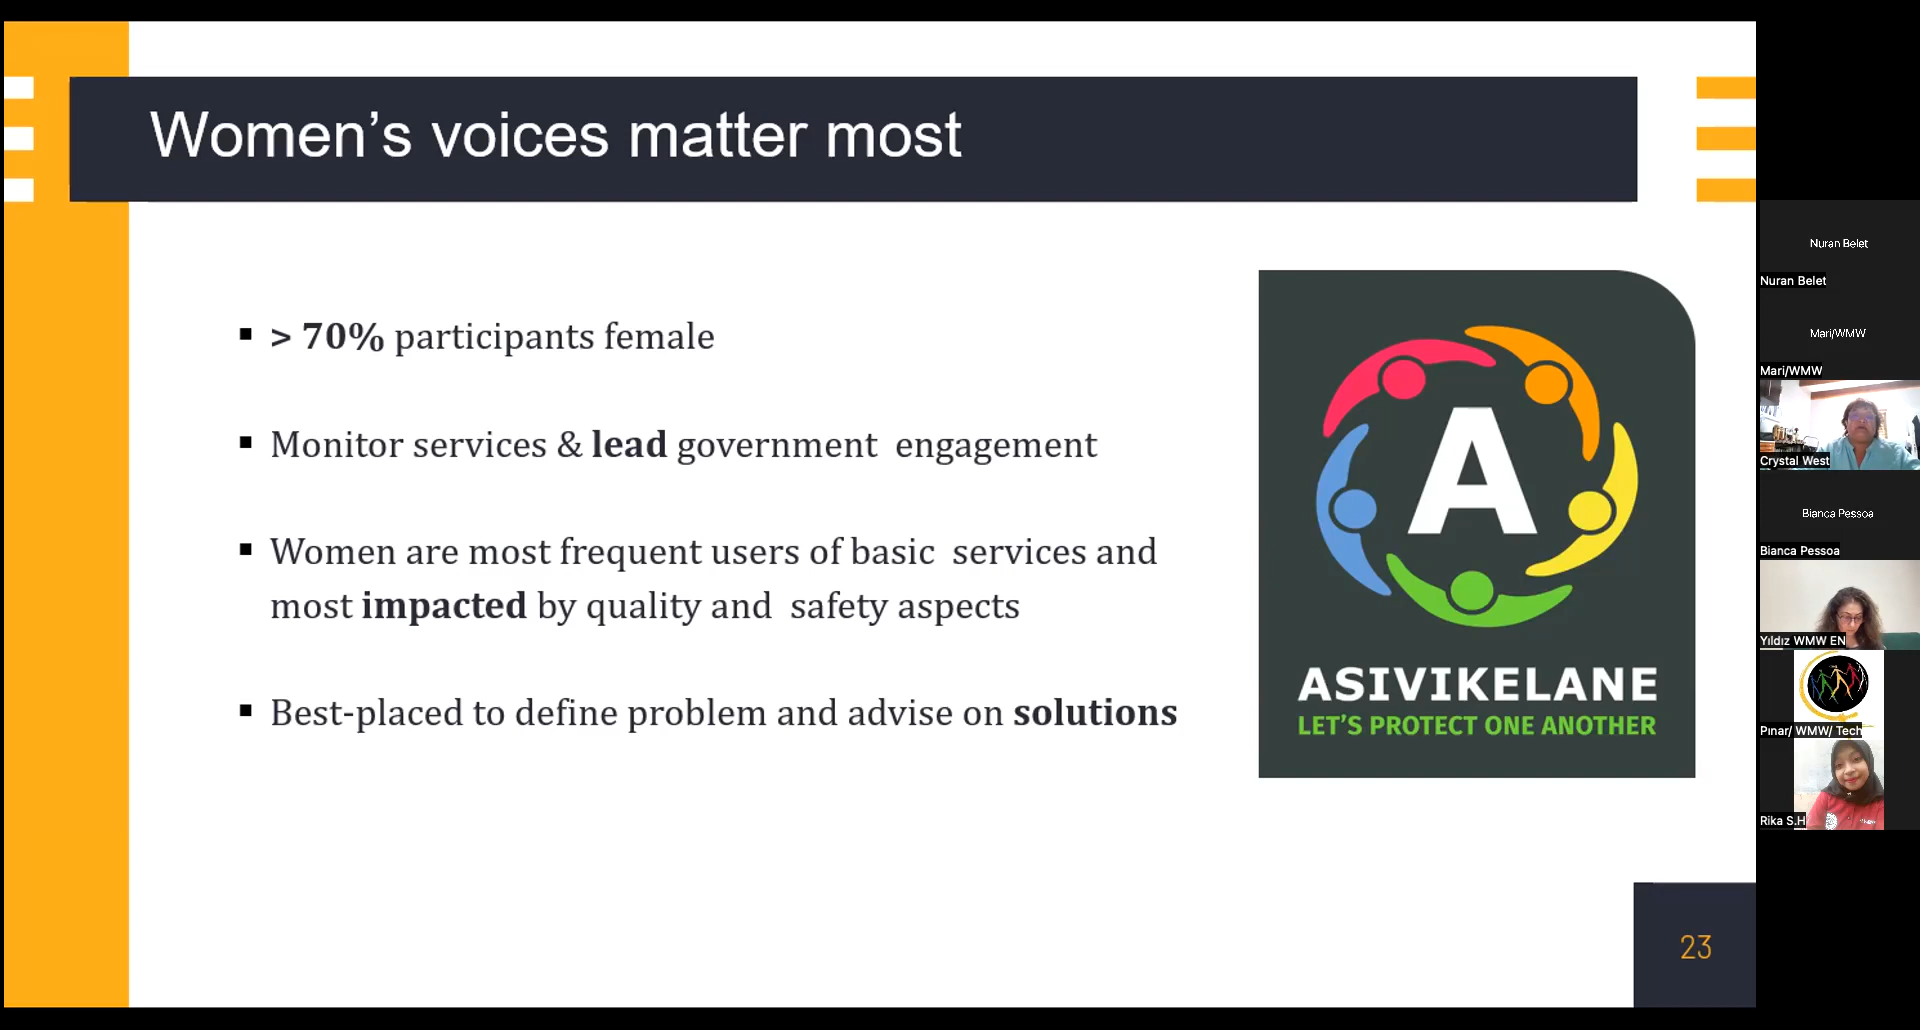 Women’s voices matter most
> 70% participants female
Monitor services & lead government engagement
Women are most frequent users of basic services and
most impacted by quality and safety aspects
Best-placed to define problem and advise on solutions
A
ASIVIKELANE
LET’S PROTECT ONE ANOTHER
23
Nuran Belet
Nuran Belet
Mari/WMW
Mari/WMW
Crystal West
Bianca Pessoa
Bianca Pessoa
Yıldız WMW EN
Pınar/ WMW/ Tech
Rika S.H